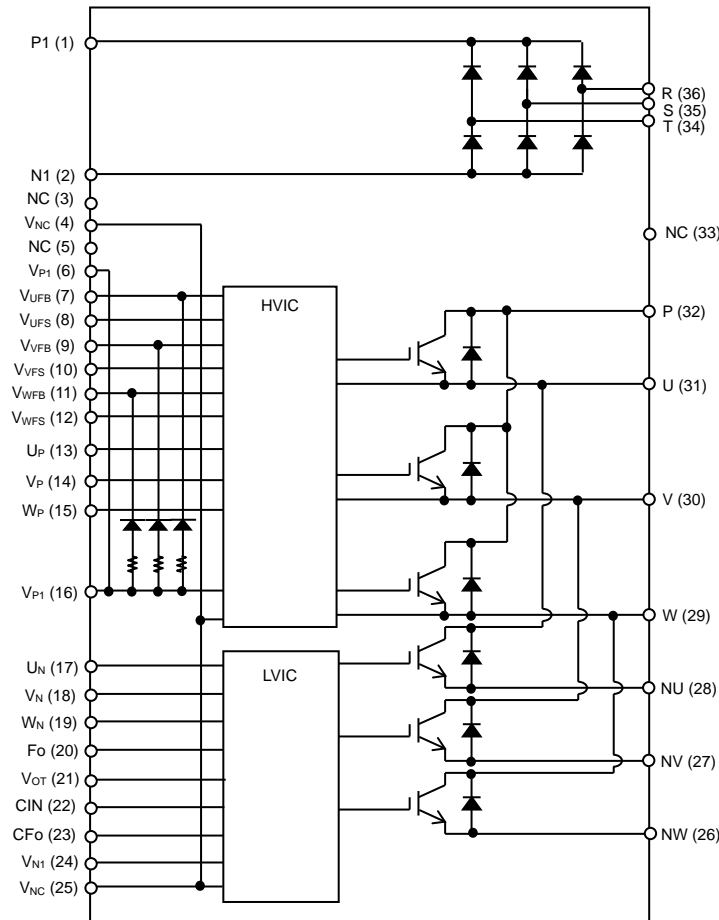 P1 (1)
N1 (2)
NC (3)
VNC (4)
NC (5)
VP1 (6)
VUFB (7)
VUFS (8)
VVFB (9)
VVFS (10)
VWFB (11)
VWFS (12)
UP (13)
VP (14)
WP (15)
VP1 (16)
UN (17)
VN (18)
WN (19)
Fo (20)
VOT (21)
CIN (22)
CFo (23)
VN1 (24)
VNC (25)
HVIC
LVIC
R (36)
S (35)
T (34)
NC (33)
P (32)
U (31)
V (30)
W (29)
NU (28)
NV (27)
NW (26)